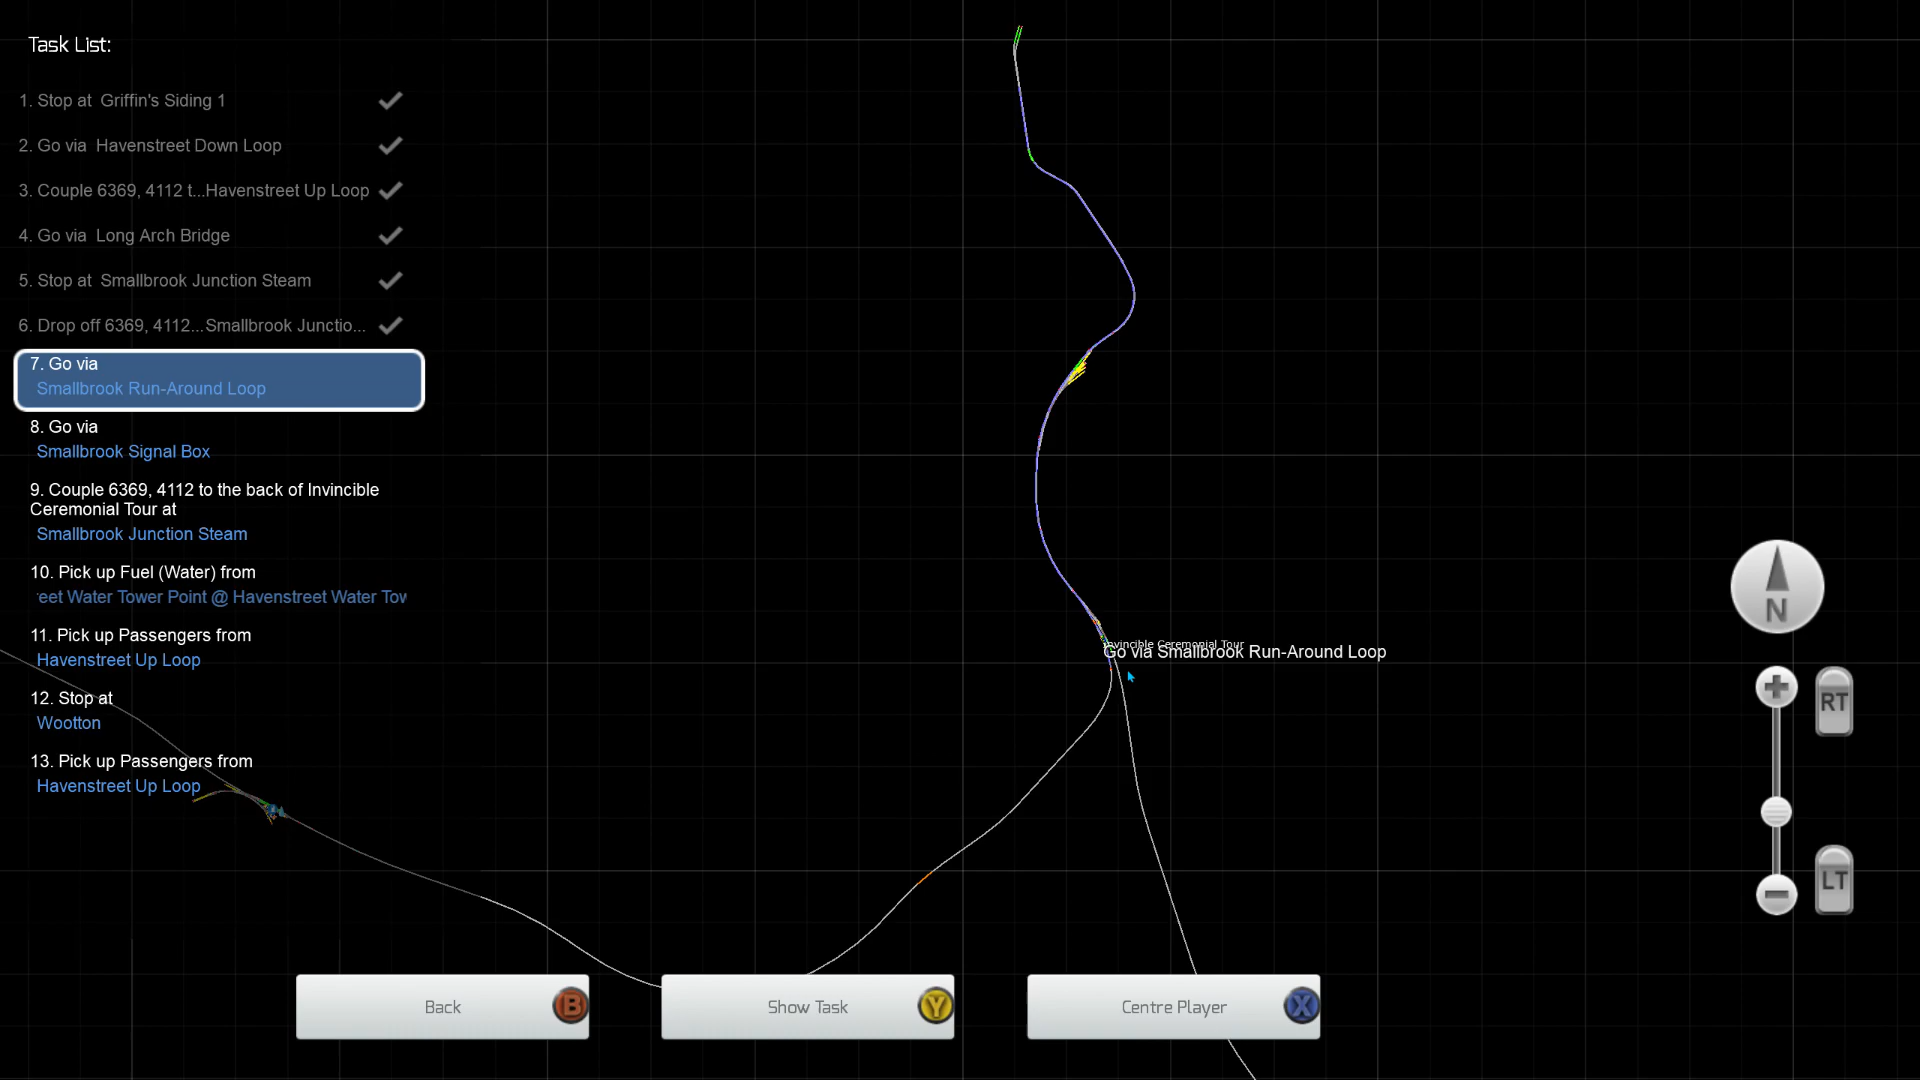 Task List:
1. Stop at Griffin's Siding 1
2. Go via Havenstreet Down Loop
3. Couple 6369, 4112 t...Havenstreet Up Loop
4. Go via Long Arch Bridge
5. Stop at Smallbrook Junction Steam
6. Drop off 6369, 4112...Smallbrook Junctio...
7. Go via
Smallbrook Run-Around Loop
8. Go via
Smallbrook Signal Box
9. Couple 6369, 4112 to the back of Invincible
Ceremonial Tour at
Smallbrook Junction Steam
10. Pick up Fuel (Water) from
reet Water Tower Point @ Havenstreet Water Tow
11. Pick up Passengers from
Havenstreet Up Loop
12. Stop at
Wootton
13. Pick up Passengers from
Havenstreet Up Loop
Invincible Ceremonial Tour
Go via Smallbrook Run-Around Loop
N
RT
LT
Back B
Show Task Y
Centre Player X